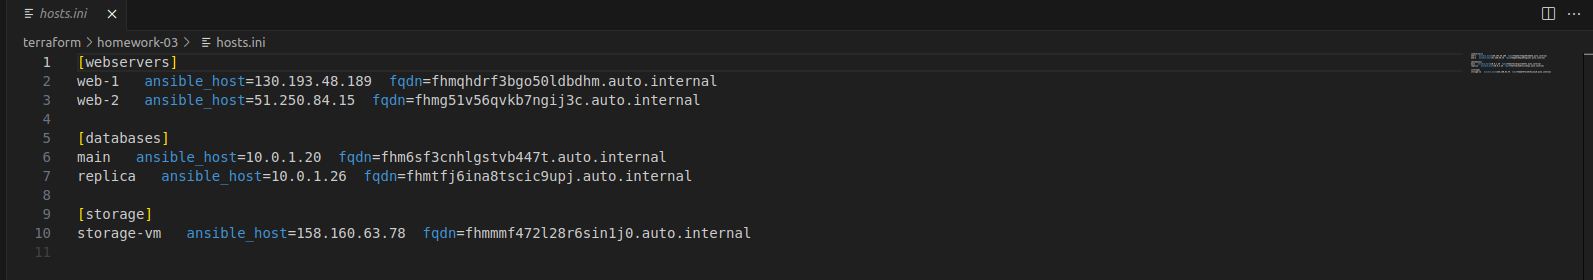 hosts.ini
terraform > homework-03 > hosts.ini
1 [webservers]
2 web-1 ansible_host=130.193.48.189 fqdn=fhmqhdrf3bgo50ldbdhm.auto.internal
3 web-2 ansible_host=51.250.84.15 fqdn=fhmg51v56qvkb7ngij3c.auto.internal
4
5 [databases]
6 main ansible_host=10.0.1.20 fqdn=fhm6sf3cnhlgstvb447t.auto.internal
7 replica ansible_host=10.0.1.26 fqdn=fhmtfj6ina8tscic9upj.auto.internal
8
9 [storage]
10 storage-vm ansible_host=158.160.63.78 fqdn=fhmmmf472l28r6sin1j0.auto.internal
11